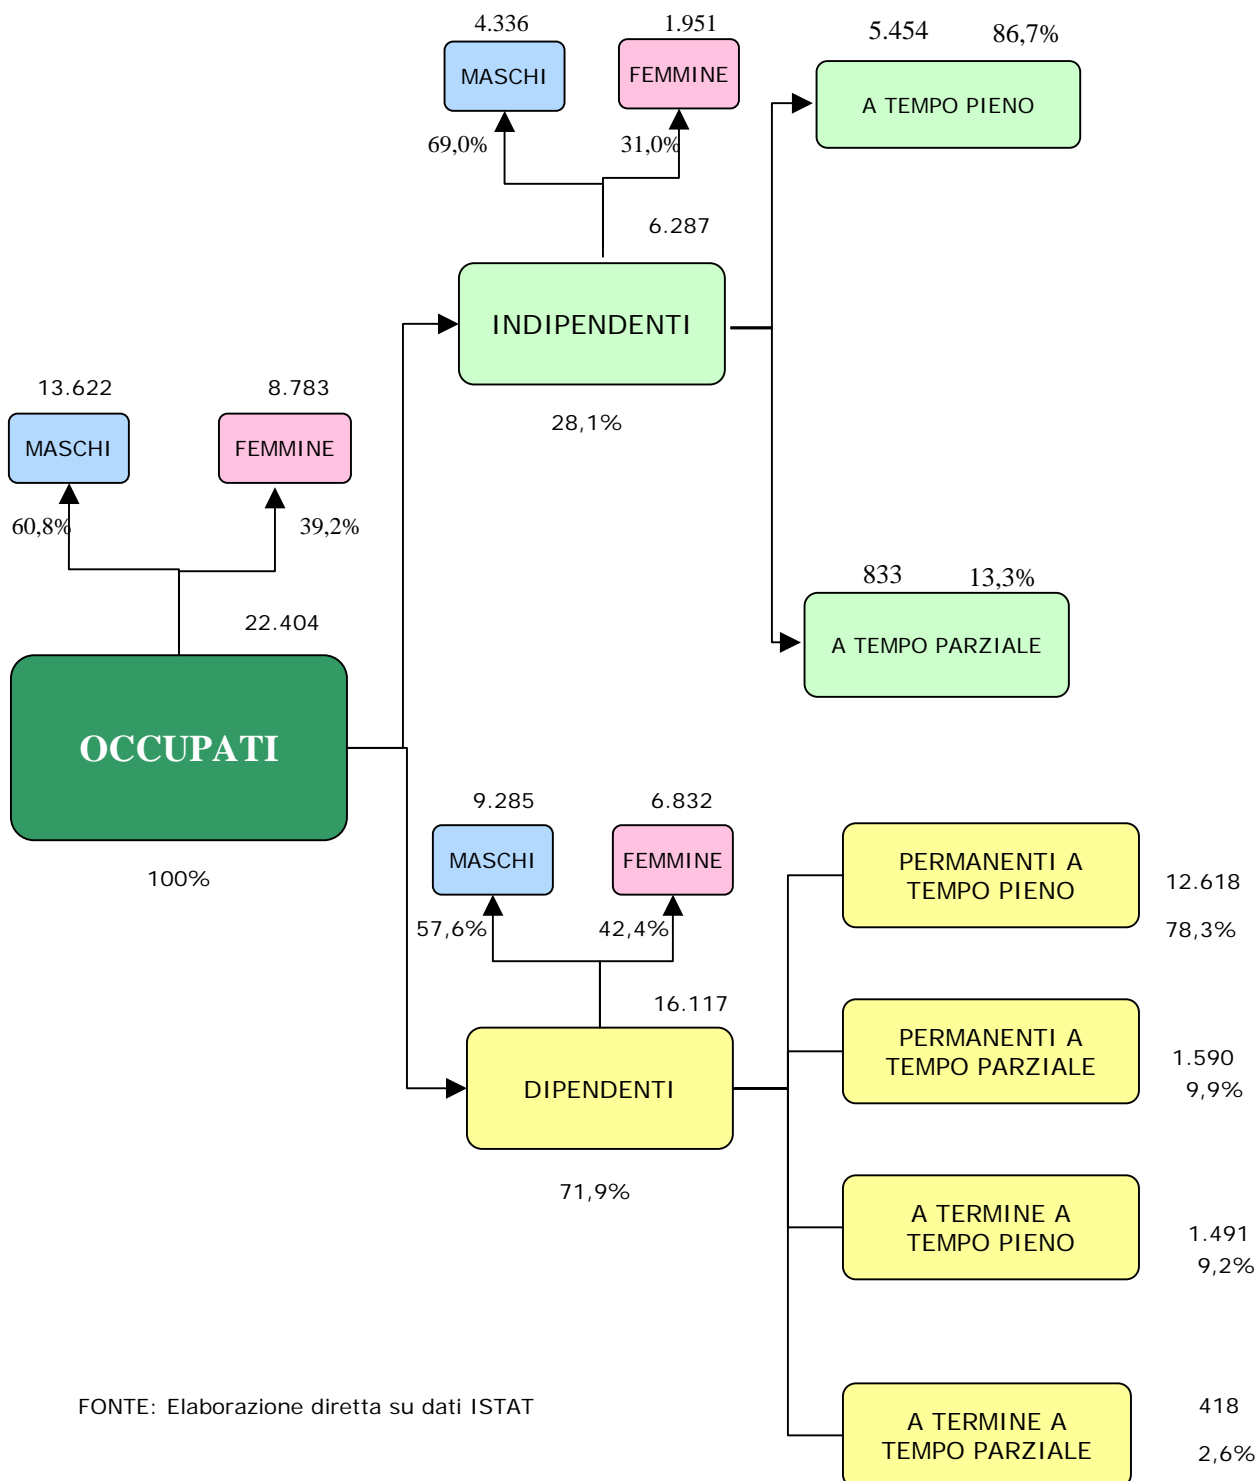 4.336
1.951
5.454 86,7%
MASCHI
FEMMINE
A TEMPO PIENO
69,0%
31,0%
6.287
INDIPENDENTI
28,1%
13.622
8.783
MASCHI
FEMMINE
60,8%
39,2%
22.404
OCCUPATI
100%
833 13,3%
A TEMPO PARZIALE
9.285
6.832
MASCHI
FEMMINE
57,6%
42,4%
16.117
DIPENDENTI
71,9%
PERMANENTI A
TEMPO PIENO
12.618
78,3%
PERMANENTI A
TEMPO PARZIALE
1.590
9,9%
A TERMINE A
TEMPO PIENO
1.491
9,2%
A TERMINE A
TEMPO PARZIALE
418
2,6%
FONTE: Elaborazione diretta su dati ISTAT